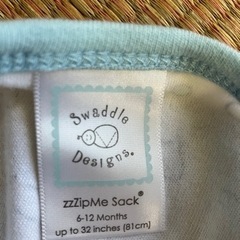 Swaddle
Designs.
zzZipMe Sack®
6-12 Months
up to 32 inches (81cm)